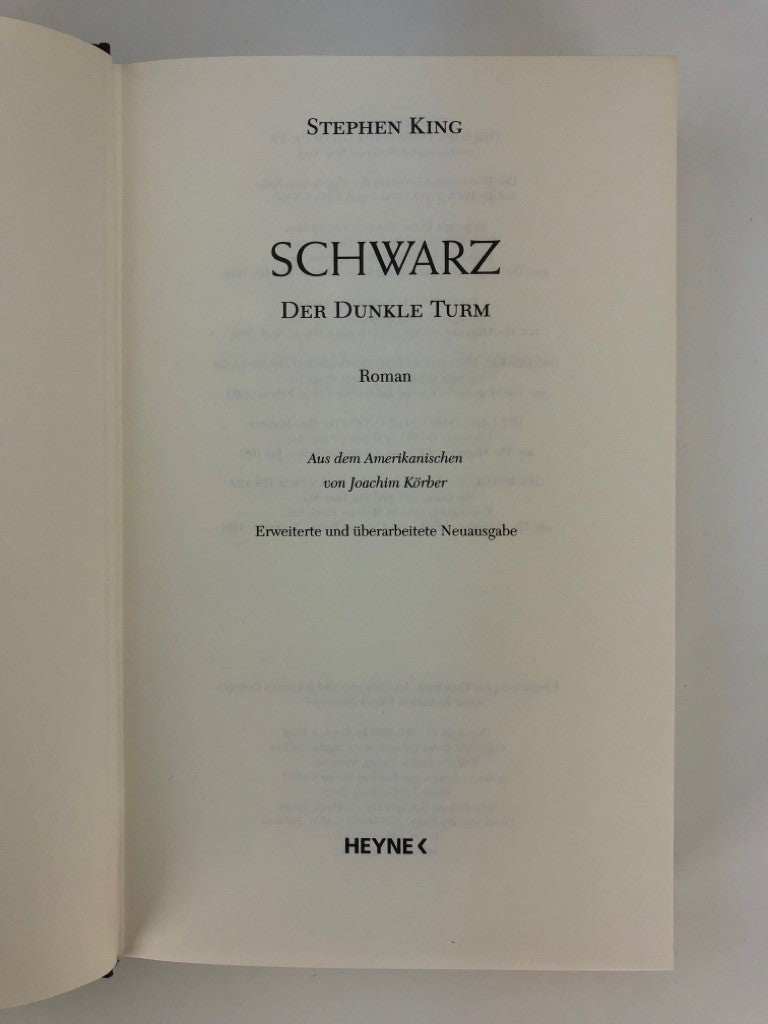 STEPHEN KING
SCHWARZ
DER DUNKLE TURM
Roman
Aus dem Amerikanischen
von Joachim Körber
Erweiterte und überarbeitete Neuausgabe
HEYNE<